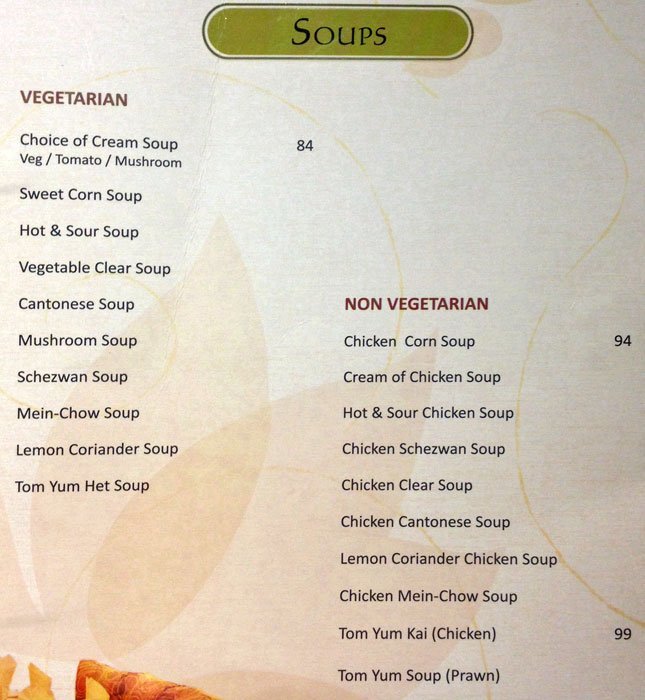 Soups
VEGETARIAN
Choice of Cream Soup 84
Veg / Tomato / Mushroom
Sweet Corn Soup
Hot & Sour Soup
Vegetable Clear Soup
Cantonese Soup
Mushroom Soup
Schezwan Soup
Mein-Chow Soup
Lemon Coriander Soup
Tom Yum Het Soup
NON VEGETARIAN
Chicken Corn Soup 94
Cream of Chicken Soup
Hot & Sour Chicken Soup
Chicken Schezwan Soup
Chicken Clear Soup
Chicken Cantonese Soup
Lemon Coriander Chicken Soup
Chicken Mein-Chow Soup
Tom Yum Kai (Chicken) 99
Tom Yum Soup (Prawn)